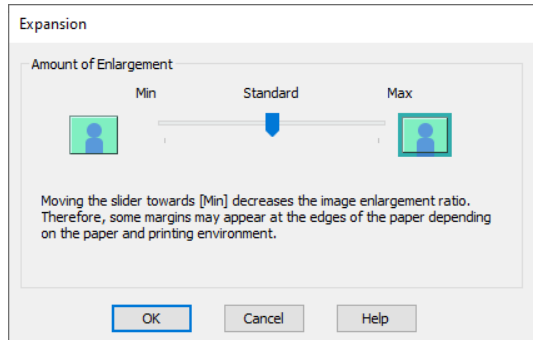 Expansion
Amount of Enlargement
Min Standard Max
Moving the slider towards [Min] decreases the image enlargement ratio.
Therefore, some margins may appear at the edges of the paper depending
on the paper and printing environment.
OK Cancel Help